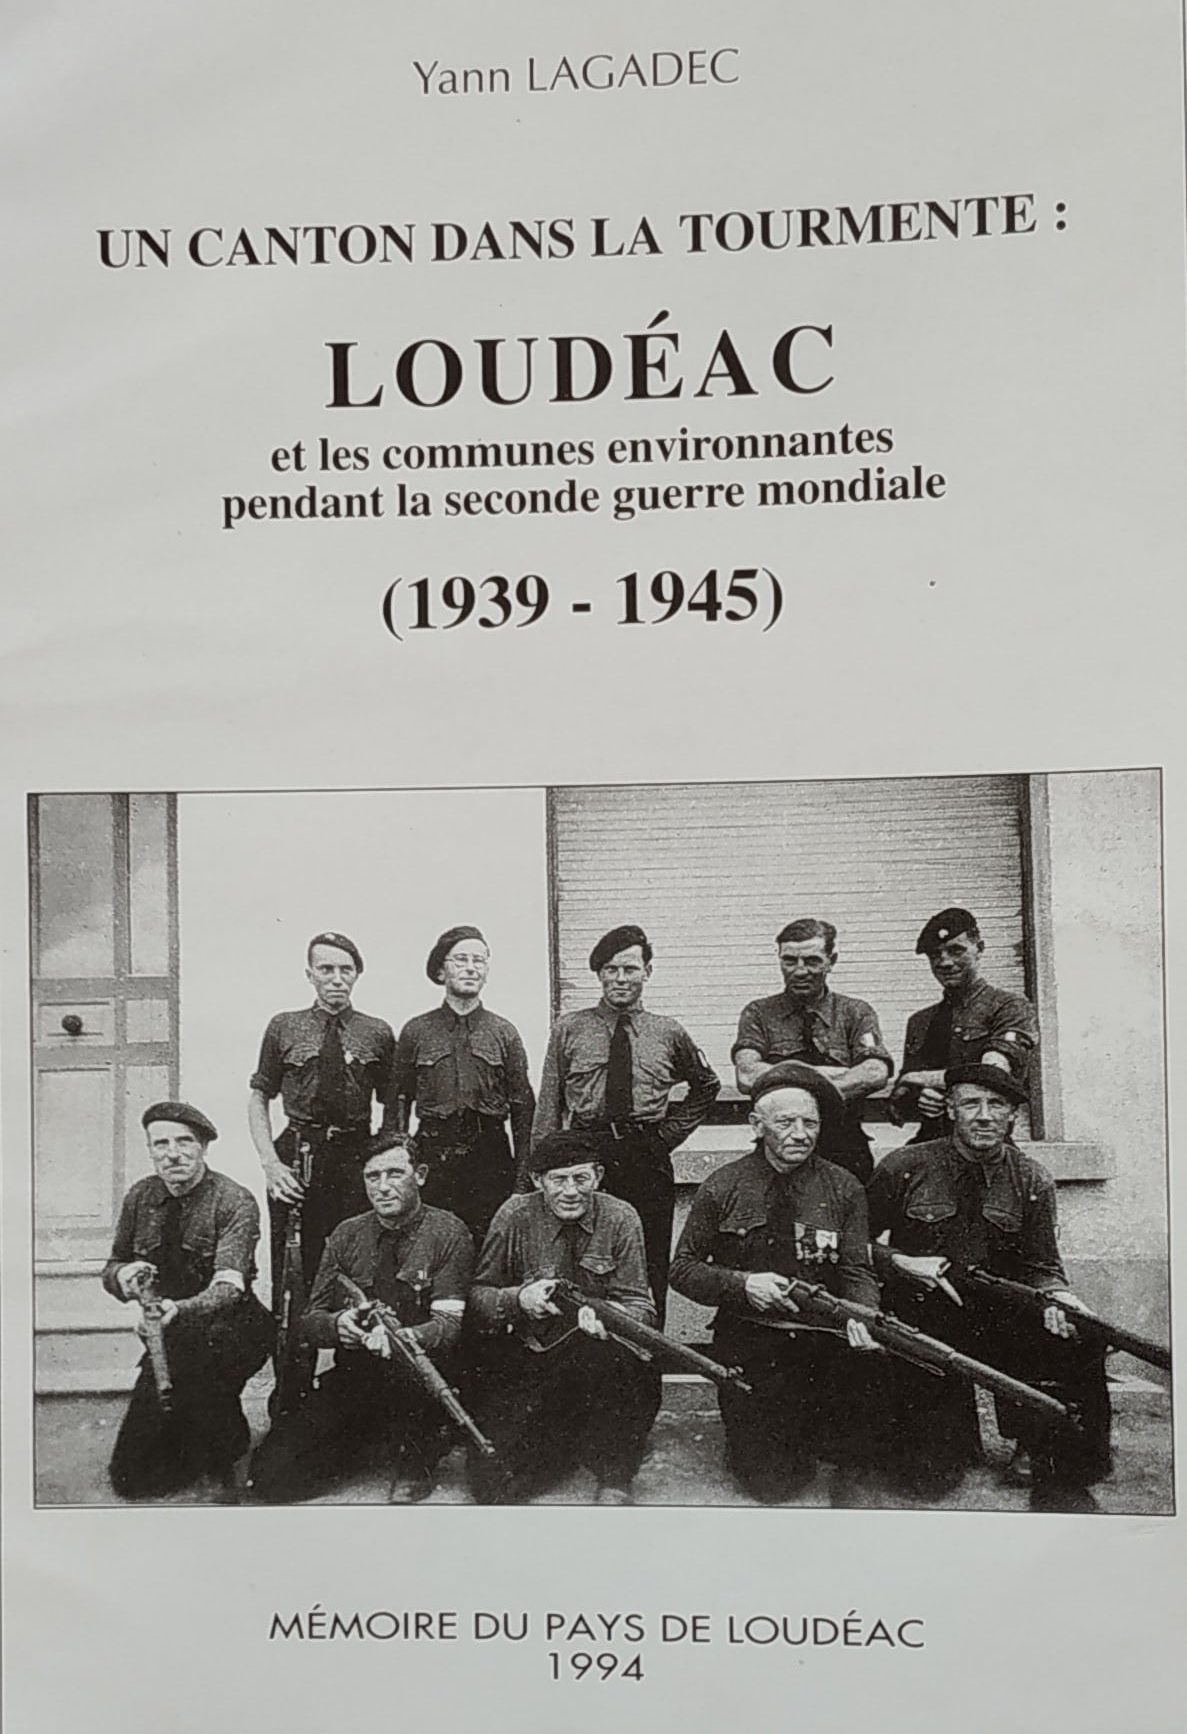 Yann LAGADEC
UN CANTON DANS LA TOURMENTE :
LOUDÉAC
et les communes environnantes
pendant la seconde guerre mondiale
(1939 - 1945)
MÉMOIRE DU PAYS DE LOUDÉAC
1994